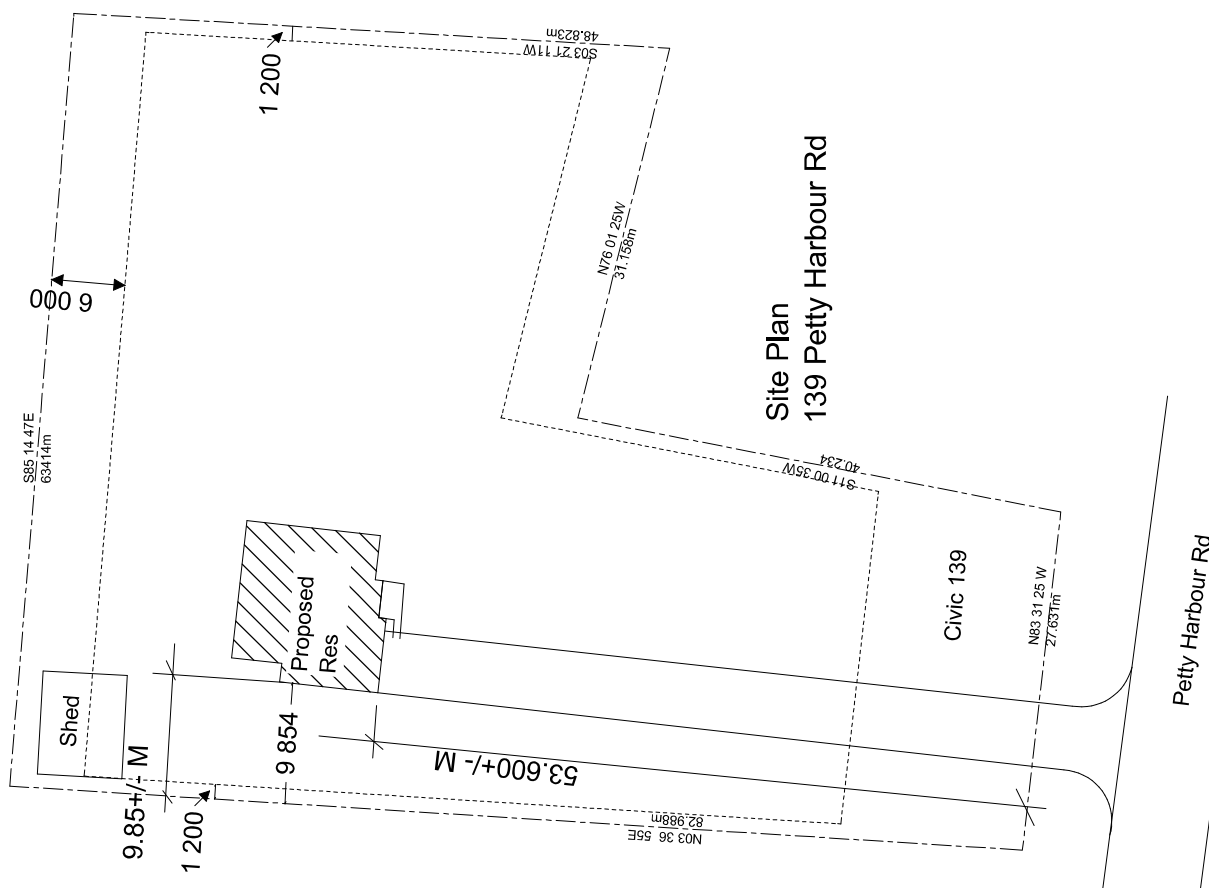 48.823m
S03 21 11W
1 200
N76 01 25W
31.158m
6 000
S85 14 47E
63414m
Site Plan
139 Petty Harbour Rd
40.234
S11 00 35W
Proposed
Res
Civic 139
N83 31 25 W
27.631m
Petty Harbour Rd
Shed
9.85+/- M
9 854
53.600+/- M
1 200
82.988m
N03 36 55E